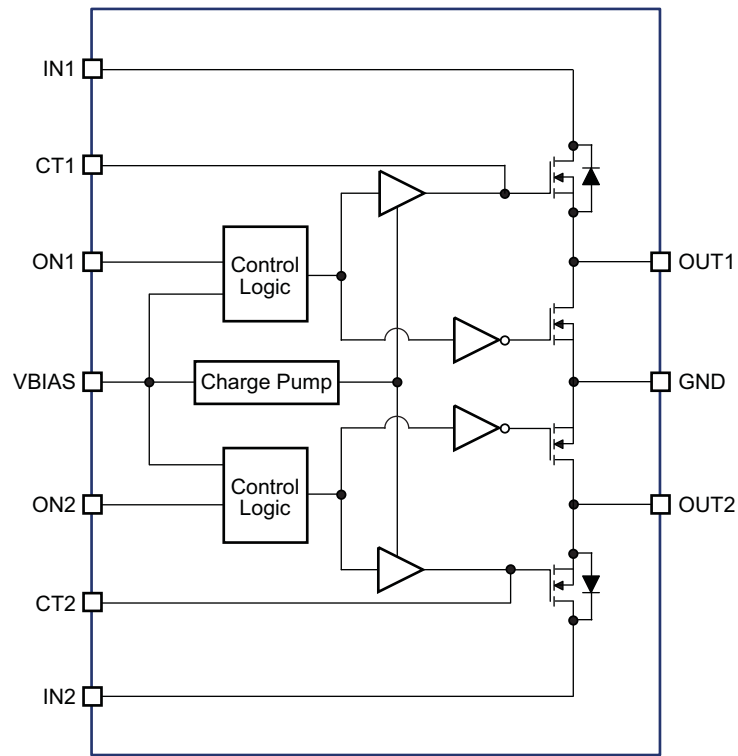 IN1
CT1
ON1
Control
Logic
OUT1
VBIAS
Charge Pump
GND
Control
Logic
ON2
OUT2
CT2
IN2